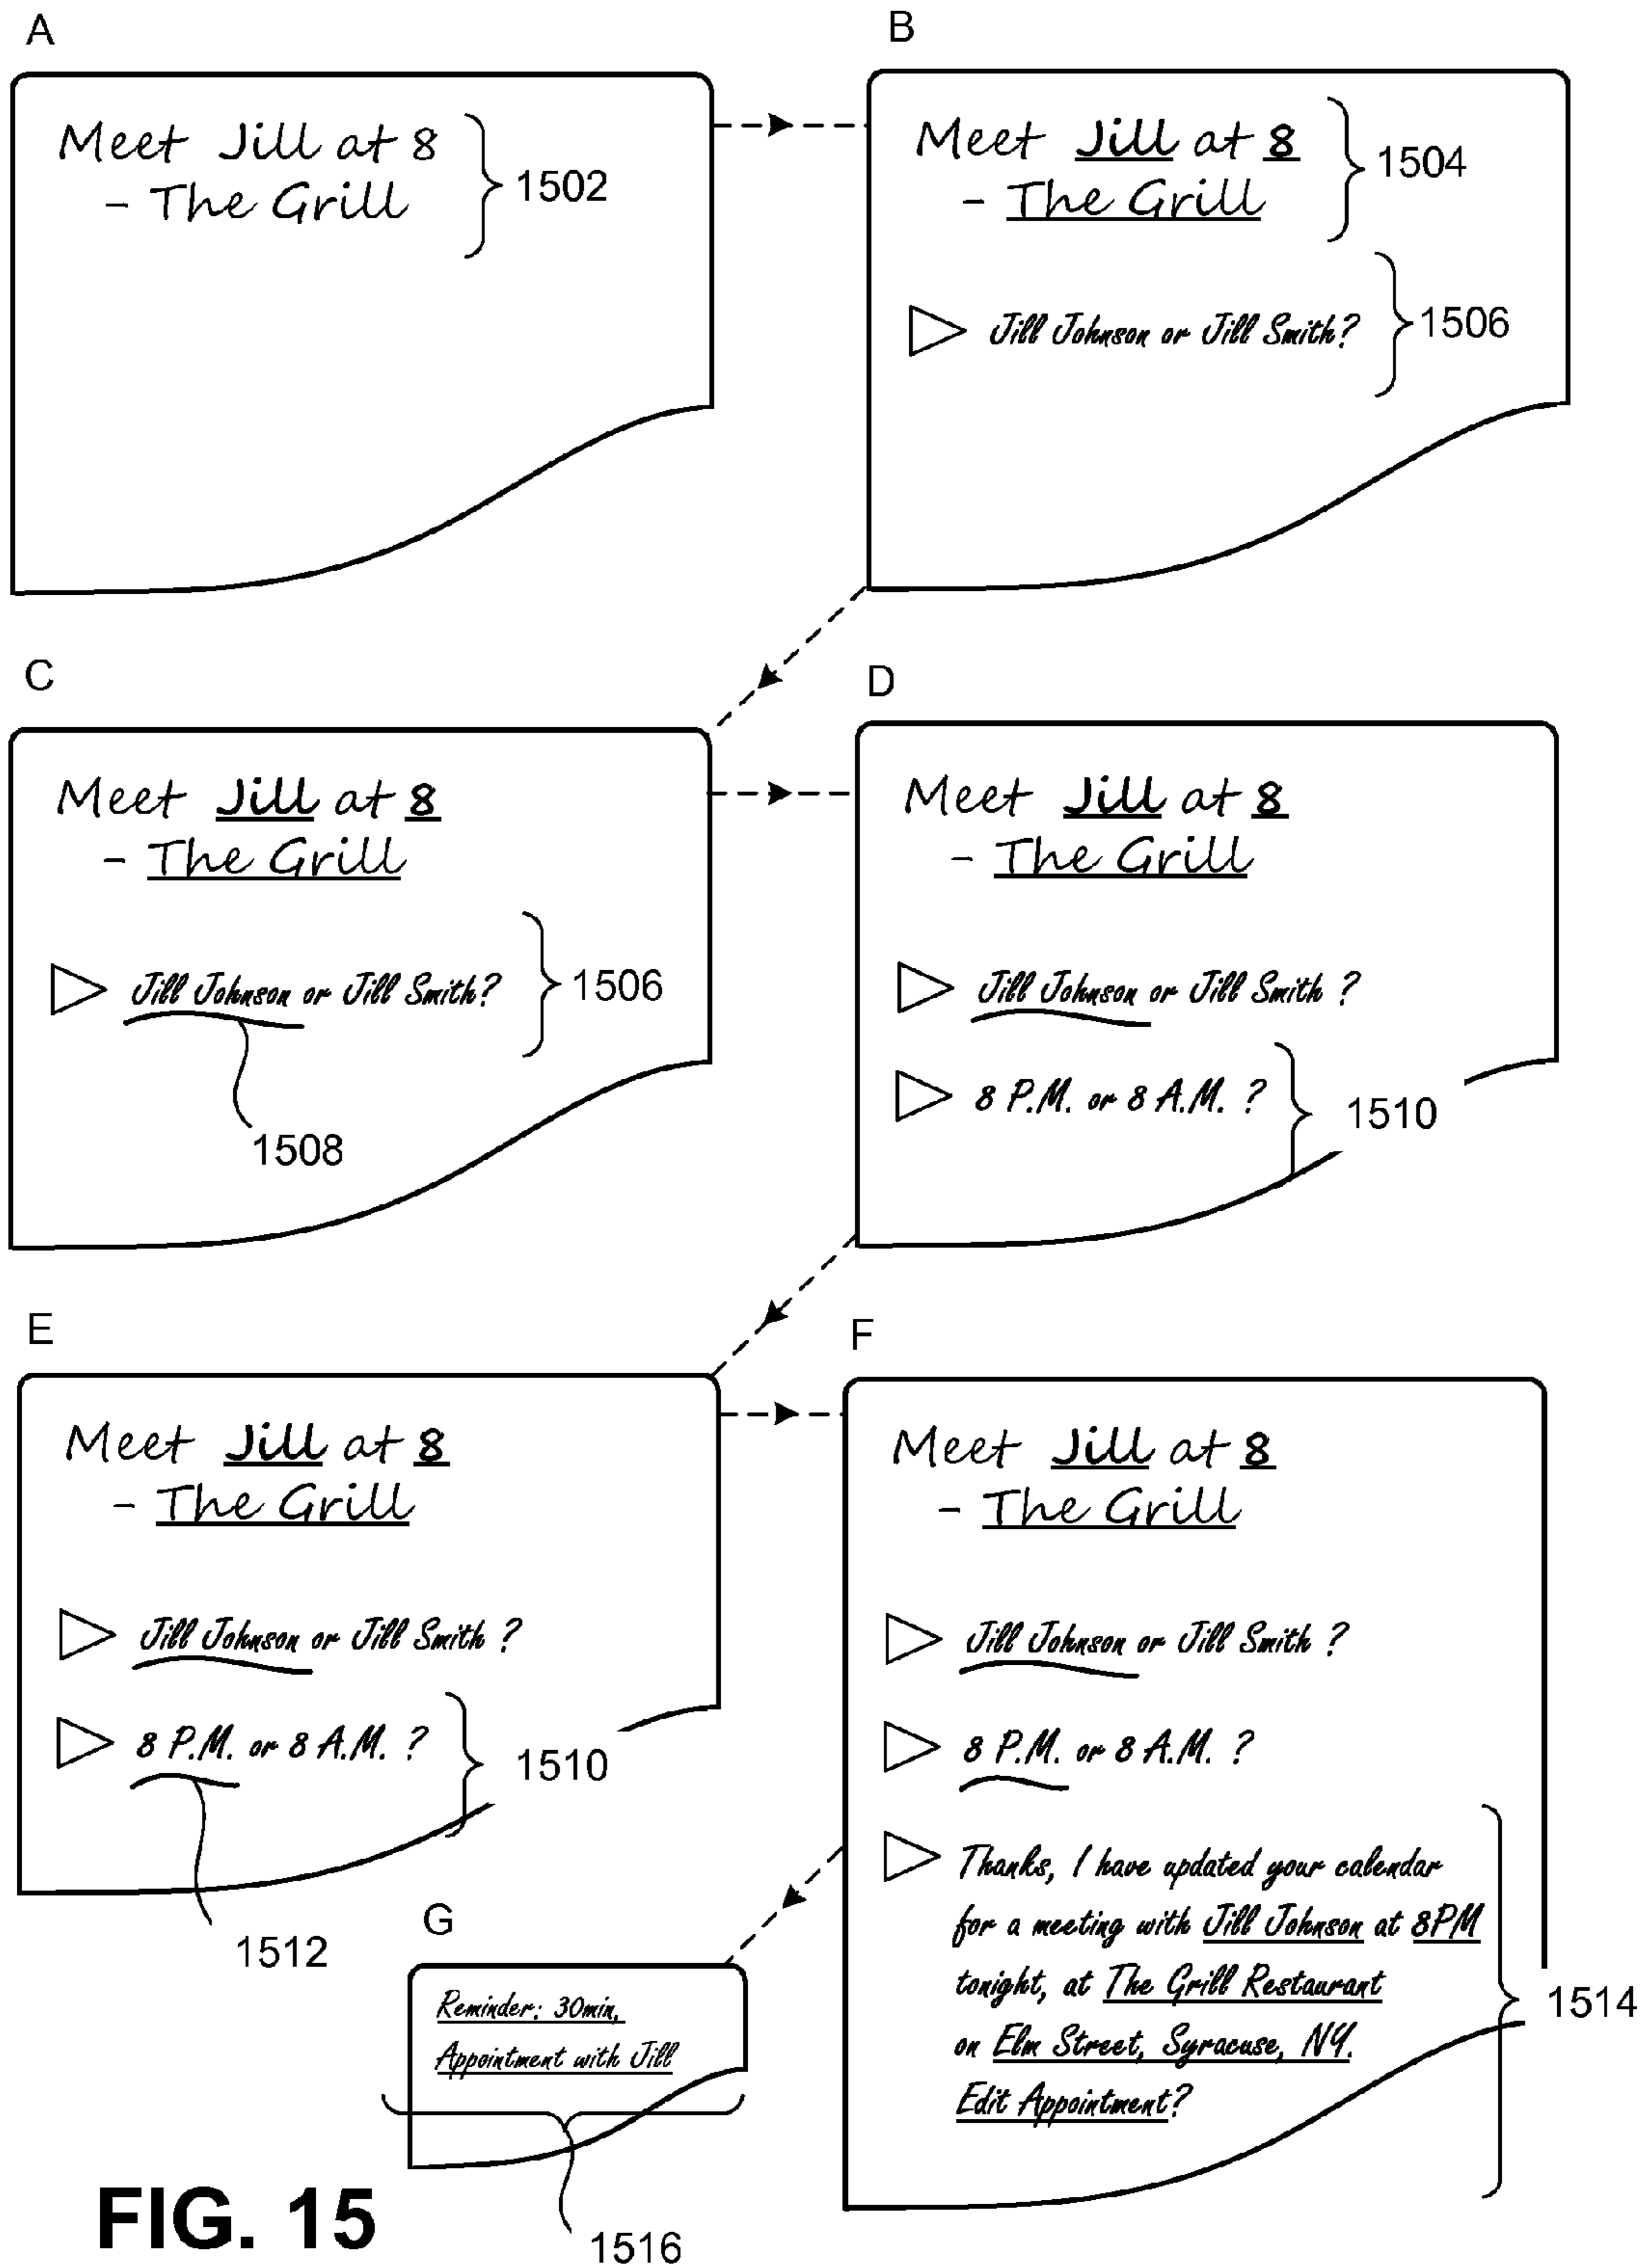 A
Meet Jill at 8
- The Grill
1502
B
Meet Jill at 8
- The Grill
1504
Jill Johnson or Jill Smith?
1506
C
Meet Jill at 8
- The Grill
Jill Johnson or Jill Smith?
1506
1508
D
Meet Jill at 8
- The Grill
Jill Johnson or Jill Smith ?
8 P.M. or 8 A.M. ?
1510
E
Meet Jill at 8
- The Grill
Jill Johnson or Jill Smith ?
8 P.M. or 8 A.M. ?
1510
1512
F
Meet Jill at 8
- The Grill
Jill Johnson or Jill Smith ?
8 P.M. or 8 A.M. ?
Thanks, I have updated your calendar
for a meeting with Jill Johnson at 8PM
tonight, at The Grill Restaurant
on Elm Street, Syracuse, NY.
Edit Appointment?
1514
G
Reminder: 30min,
Appointment with Jill
1516
FIG. 15